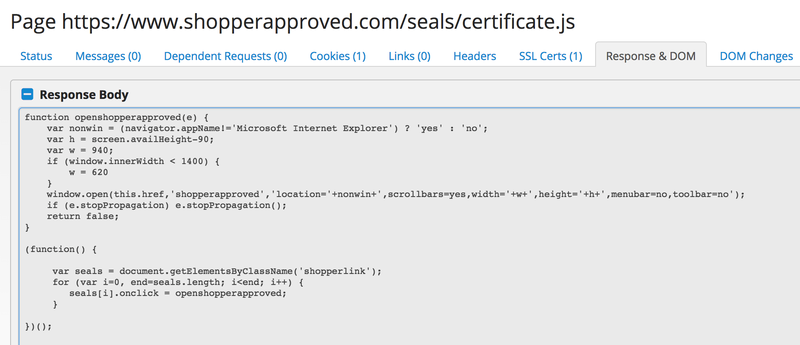 Page https://www.shopperapproved.com/seals/certificate.js
Status Messages (0) Dependent Requests (0) Cookies (1) Links (0) Headers SSL Certs (1) Response & DOM DOM Changes
Response Body
function openshopperapproved(e) {
    var nonwin = (navigator.appName!='Microsoft Internet Explorer') ? 'yes' : 'no';
    var h = screen.availHeight-90;
    var w = 940;
    if (window.innerWidth < 1400) {
        w = 620
    }
    window.open(this.href,'shopperapproved','location='+nonwin+',scrollbars=yes,width='+w+',height='+h+',menubar=no,toolbar=no');
    if (e.stopPropagation) e.stopPropagation();
    return false;
}
(function() {
    var seals = document.getElementsByClassName('shopperlink');
    for (var i=0, end=seals.length; i<end; i++) {
        seals[i].onclick = openshopperapproved;
    }
})();